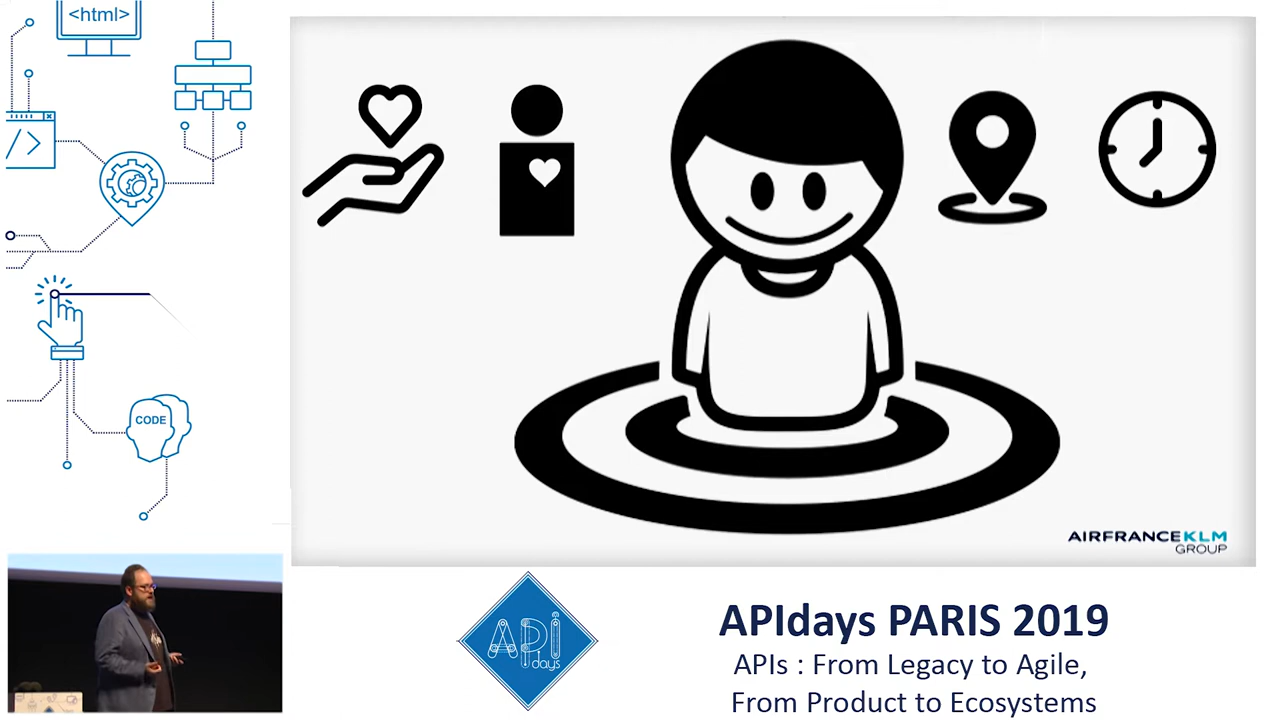 <html>
</>
CODE
AIRFRANCE KLM
GROUP
API
days
APIdays PARIS 2019
APIs : From Legacy to Agile,
From Product to Ecosystems